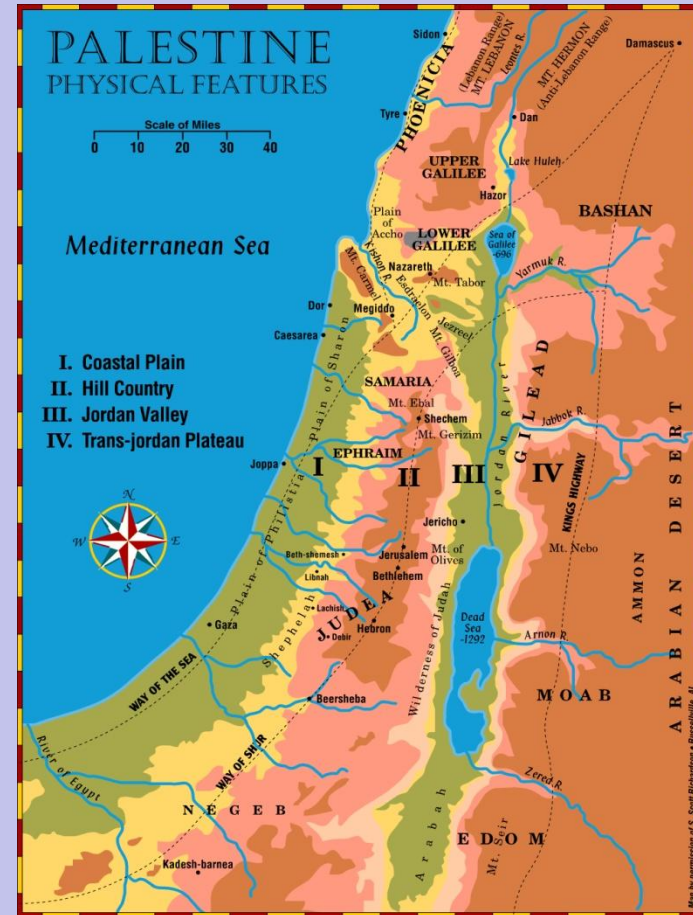 PALESTINE
PHYSICAL FEATURES
Scale of Miles
0 10 20 30 40
Mediterranean Sea
I. Coastal Plain
II. Hill Country
III. Jordan Valley
IV. Trans-jordan Plateau
N
W E
S
Sidon
Damascus
PHOENICIA
(Lebanon Range)
MT. LEBANON
Leontes R.
MT. HERMON
(Anti-Lebanon Range)
Tyre
Dan
UPPER
GALILEE
Lake Huleh
Hazor
BASHAN
Plain
of
Accho
LOWER
GALILEE
Sea of
Galilee
-696
Kishon R.
Nazareth
Yarmuk R.
Mt. Carmel
Esdraelon
Mt. Tabor
Dor
Megiddo
Jezreel
Caesarea
Mt. Gilboa
Plain of Sharon
SAMARIA
Mt. Ebal
Shechem
Mt. Gerizim
Jordan River
GILEAD
Jabbok R.
Joppa
I
EPHRAIM
II
III
IV
KINGS HIGHWAY
Plain of Philistia
Jericho
Beth-shemesh
Jerusalem
Mt. of
Olives
Mt. Nebo
Libnah
Bethlehem
AMMON
ARABIAN DESERT
Lachish
JUDEA
Dead
Sea
-1292
Gaza
Debir
Hebron
Arnon R.
Shephelah
Wilderness of Judah
WAY OF THE SEA
MOAB
Beersheba
River of Egypt
WAY OF SHUR
Zered R.
NEGEB
Arabah
EDOM
Mt. Seir
Kadesh-barnea